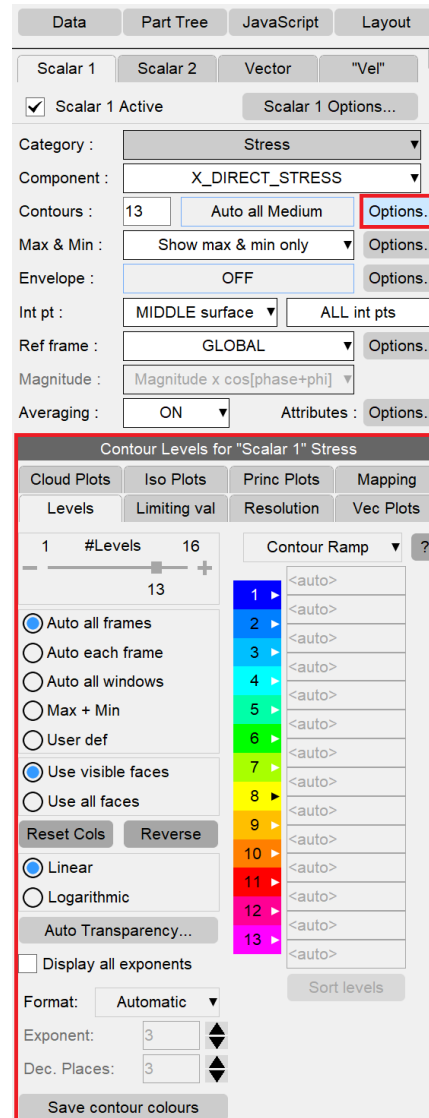 Data Part Tree JavaScript Layout
Scalar 1 Scalar 2 Vector "Vel"
Scalar 1 Active Scalar 1 Options...
Category : Stress
Component : X_DIRECT_STRESS
Contours : 13 Auto all Medium Options.
Max & Min : Show max & min only Options.
Envelope : OFF Options.
Int pt : MIDDLE surface ALL int pts
Ref frame : GLOBAL Options.
Magnitude : Magnitude x cos[phase+phi]
Averaging : ON Attributes : Options.
Contour Levels for "Scalar 1" Stress
Cloud Plots Iso Plots Princ Plots Mapping
Levels Limiting val Resolution Vec Plots
1 #Levels 16
13
Auto all frames
Auto each frame
Auto all windows
Max + Min
User def
Use visible faces
Use all faces
Reset Cols Reverse
Linear
Logarithmic
Auto Transparency...
Display all exponents
Format: Automatic
Exponent: 3
Dec. Places: 3
Save contour colours
Contour Ramp ?
<auto>
1
<auto>
2
<auto>
3
<auto>
4
<auto>
5
<auto>
6
<auto>
7
<auto>
8
<auto>
9
<auto>
10
<auto>
11
<auto>
12
<auto>
13
<auto>
Sort levels